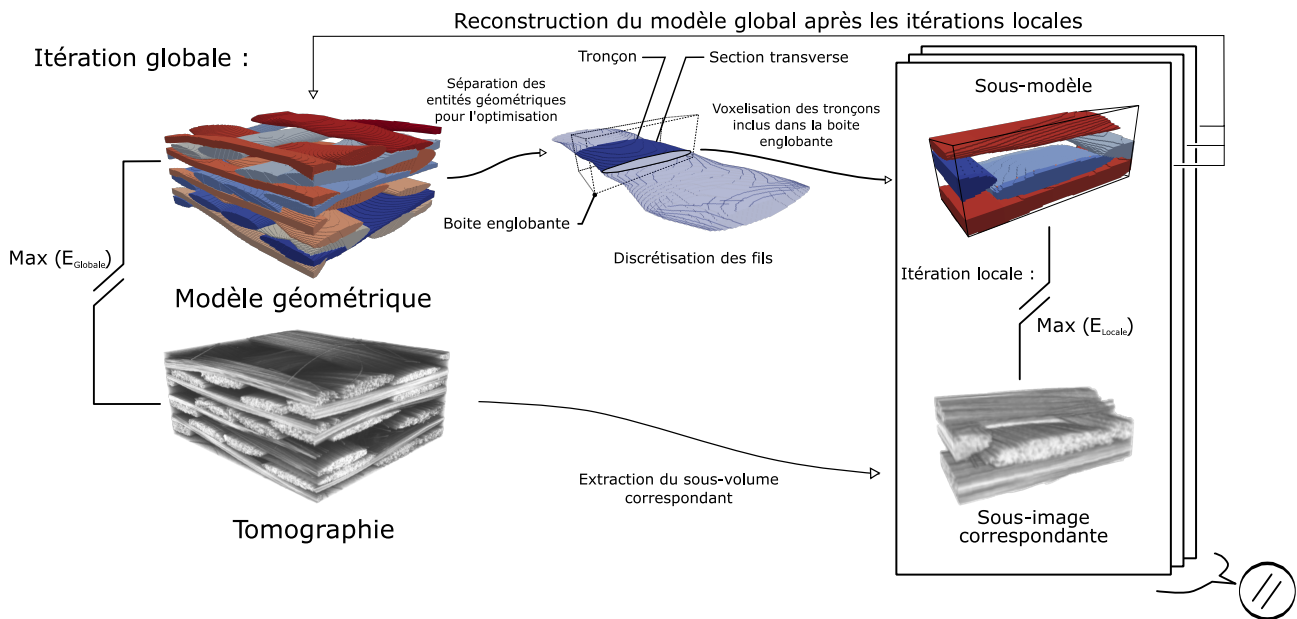 Reconstruction du modèle global après les itérations locales
Itération globale :
Tronçon
Section transverse
Séparation des
entités géométriques
pour l'optimisation
Voxelisation des tronçons
inclus dans la boite
englobante
Sous-modèle
Boite englobante
Discrétisation des fils
Max (E_Globale)
Modèle géométrique
Itération locale :
Max (E_Locale)
Extraction du sous-volume
correspondant
Tomographie
Sous-image
correspondante